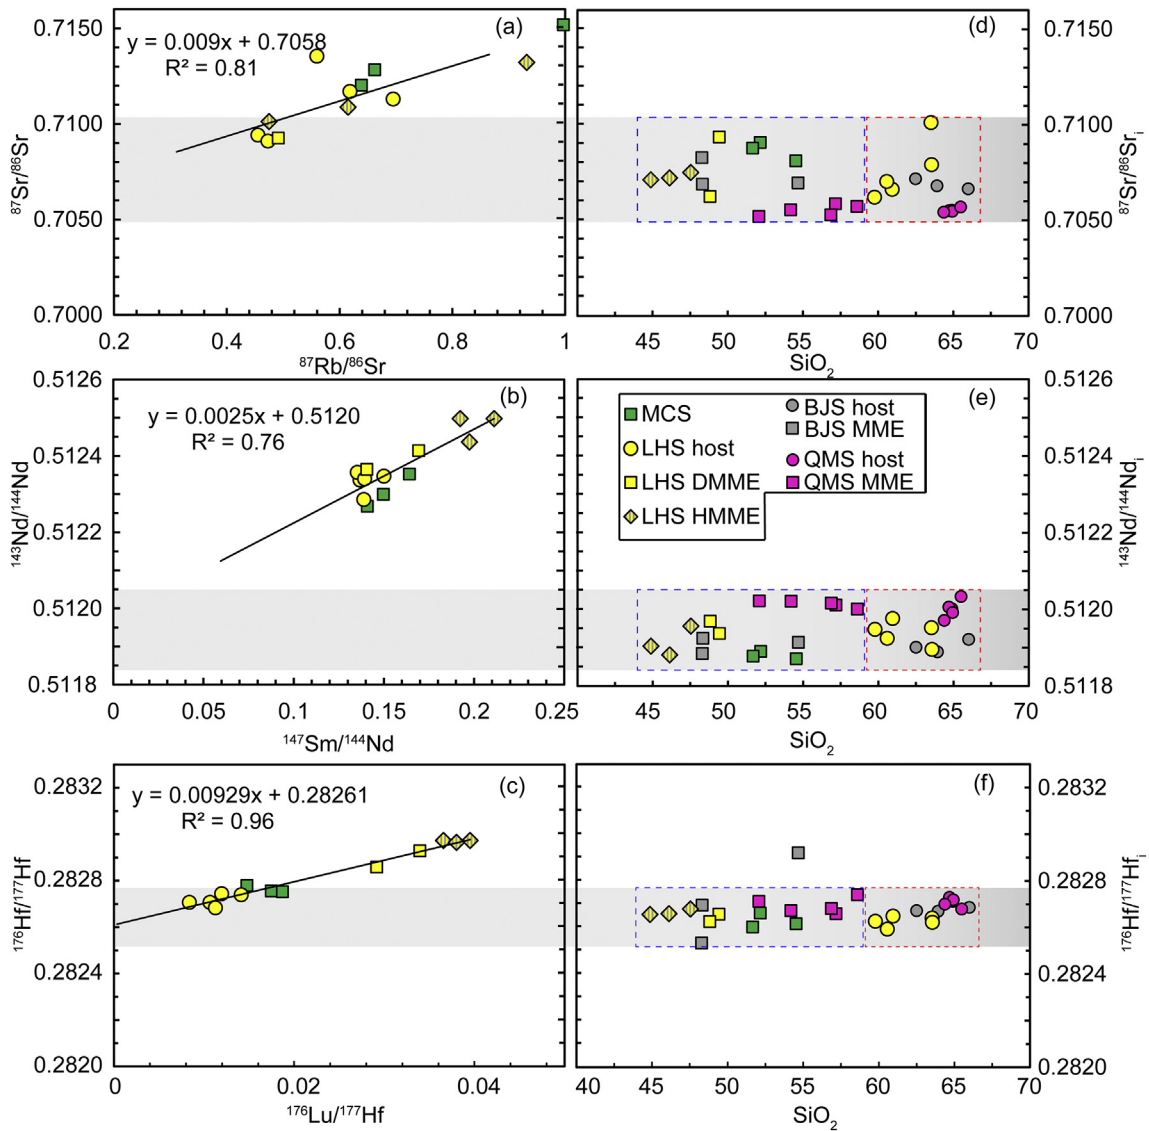 (a)
y = 0.009x + 0.7058
R² = 0.81
0.7150
0.7100
0.7050
0.7000
⁸⁷Sr/⁸⁶Sr
0.2
0.4
0.6
0.8
1
⁸⁷Rb/⁸⁶Sr
(d)
0.7150
0.7100
0.7050
0.7000
⁸⁷Sr/⁸⁶Srᵢ
45
50
55
60
65
70
SiO₂
(b)
y = 0.0025x + 0.5120
R² = 0.76
0.5126
0.5124
0.5122
0.5120
0.5118
¹⁴³Nd/¹⁴⁴Nd
0
0.05
0.1
0.15
0.2
0.25
¹⁴⁷Sm/¹⁴⁴Nd
(e)
MCS
LHS host
LHS DMME
LHS HMME
BJS host
BJS MME
QMS host
QMS MME
0.5126
0.5124
0.5122
0.5120
0.5118
¹⁴³Nd/¹⁴⁴Ndᵢ
45
50
55
60
65
70
SiO₂
(c)
y = 0.00929x + 0.28261
R² = 0.96
0.2832
0.2828
0.2824
0.2820
¹⁷⁶Hf/¹⁷⁷Hf
0
0.02
0.04
¹⁷⁶Lu/¹⁷⁷Hf
(f)
0.2832
0.2828
0.2824
0.2820
¹⁷⁶Hf/¹⁷⁷Hfᵢ
40
45
50
55
60
65
70
SiO₂